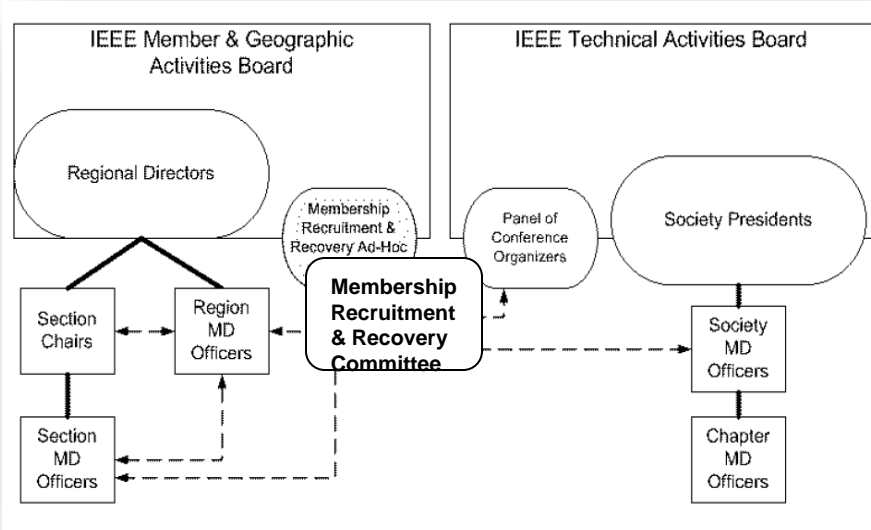 IEEE Member & Geographic
Activities Board
IEEE Technical Activities Board
Regional Directors
Membership
Recruitment &
Recovery Ad-Hoc
Panel of
Conference
Organizers
Society Presidents
Membership
Recruitment
& Recovery
Committee
Section
Chairs
Region
MD
Officers
Society
MD
Officers
Section
MD
Officers
Chapter
MD
Officers